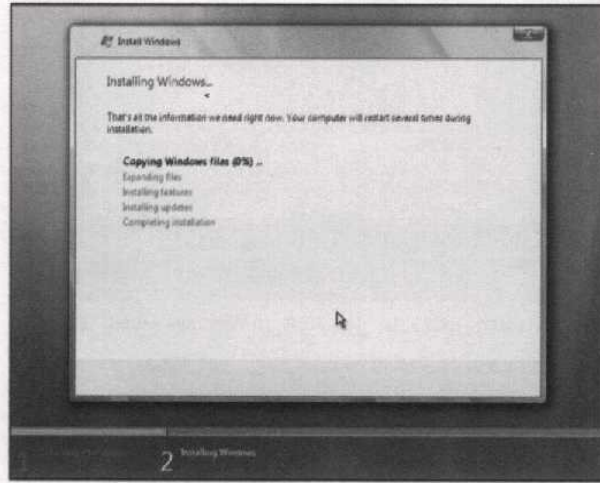 Install Windows
Installing Windows...
That's all the information we need right now. Your computer will restart several times during
installation.
Copying Windows files (0%) ...
Expanding files
Installing features
Installing updates
Completing installation
1
2 Installing Windows